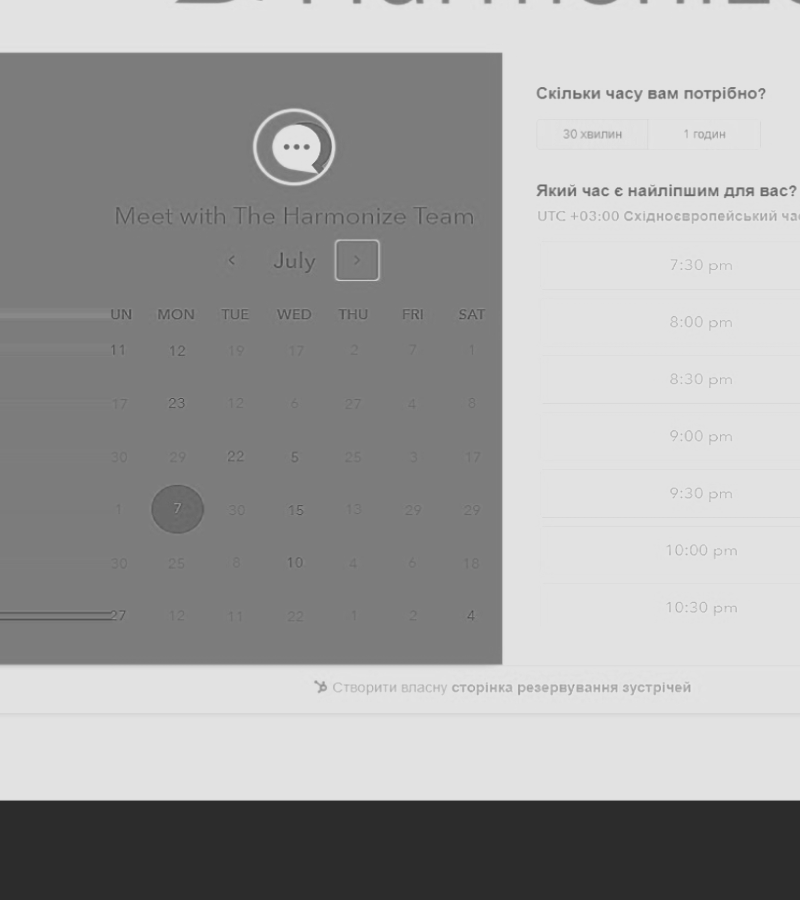 Meet with The Harmonize Team
July
UN MON TUE WED THU FRI SAT
11 12 19 17 2 7 1
17 23 12 6 27 4 8
30 29 22 5 25 3 17
1 7 30 15 13 29 29
30 25 8 10 4 6 18
27 12 11 22 1 2 4
Скільки часу вам потрібно?
30 хвилин 1 годин
Який час є найліпшим для вас?
UTC +03:00 Східноєвропейський час
7:30 pm
8:00 pm
8:30 pm
9:00 pm
9:30 pm
10:00 pm
10:30 pm
Створити власну сторінка резервування зустрічей